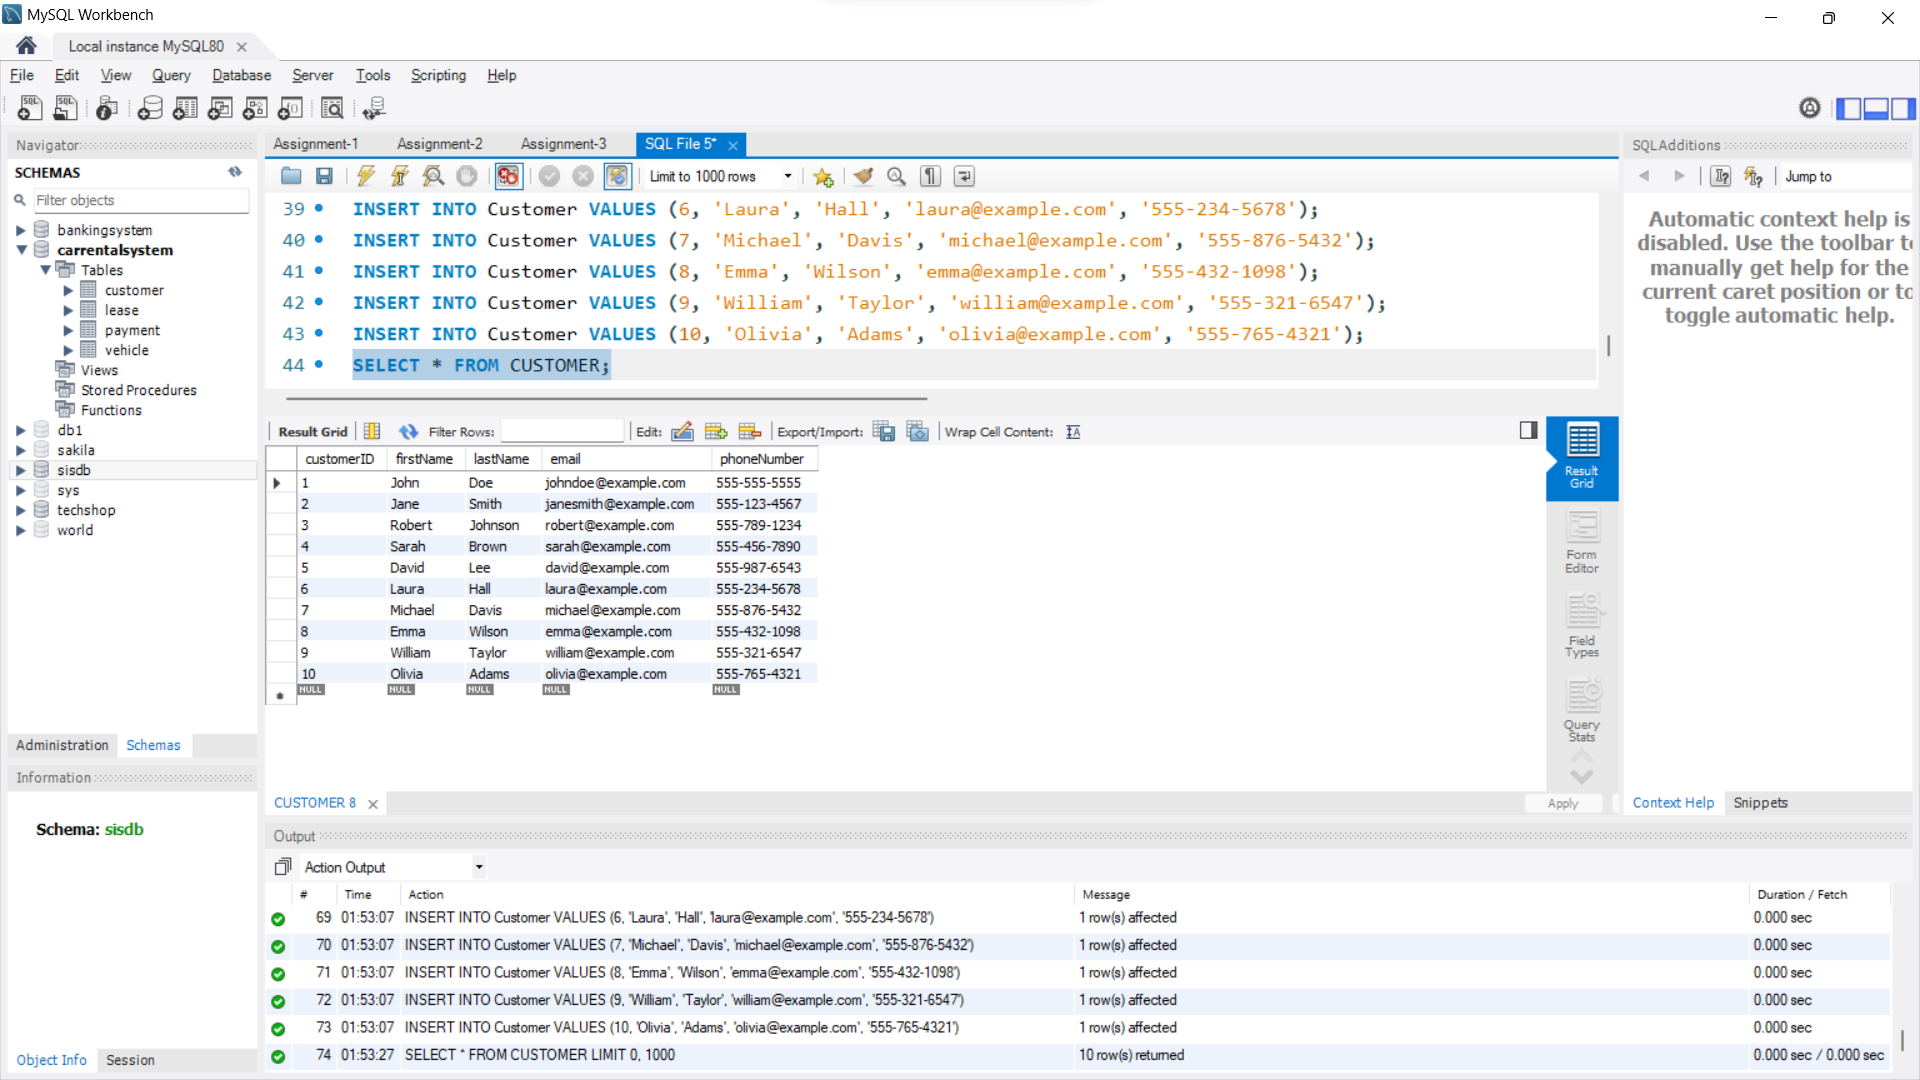 MySQL Workbench
Local instance MySQL80
File Edit View Query Database Server Tools Scripting Help
Navigator
SCHEMAS
Filter objects
bankingsystem
carrentalsystem
Tables
customer
lease
payment
vehicle
Views
Stored Procedures
Functions
db1
sakila
sisdb
sys
techshop
world
Administration Schemas
Information
Schema: sisdb
Object Info Session
Assignment-1 Assignment-2 Assignment-3 SQL File 5*
Limit to 1000 rows
39 INSERT INTO Customer VALUES (6, 'Laura', 'Hall', 'laura@example.com', '555-234-5678');
40 INSERT INTO Customer VALUES (7, 'Michael', 'Davis', 'michael@example.com', '555-876-5432');
41 INSERT INTO Customer VALUES (8, 'Emma', 'Wilson', 'emma@example.com', '555-432-1098');
42 INSERT INTO Customer VALUES (9, 'William', 'Taylor', 'william@example.com', '555-321-6547');
43 INSERT INTO Customer VALUES (10, 'Olivia', 'Adams', 'olivia@example.com', '555-765-4321');
44 SELECT * FROM CUSTOMER;
Result Grid Filter Rows: Edit: Export/Import: Wrap Cell Content:
customerID firstName lastName email phoneNumber
1 John Doe johndoe@example.com 555-555-5555
2 Jane Smith janesmith@example.com 555-123-4567
3 Robert Johnson robert@example.com 555-789-1234
4 Sarah Brown sarah@example.com 555-456-7890
5 David Lee david@example.com 555-987-6543
6 Laura Hall laura@example.com 555-234-5678
7 Michael Davis michael@example.com 555-876-5432
8 Emma Wilson emma@example.com 555-432-1098
9 William Taylor william@example.com 555-321-6547
10 Olivia Adams olivia@example.com 555-765-4321
NULL NULL NULL NULL NULL
Result
Grid
Form
Editor
Field
Types
Query
Stats
CUSTOMER 8
Apply
SQLAdditions
Jump to
Automatic context help is
disabled. Use the toolbar to
manually get help for the
current caret position or to
toggle automatic help.
Context Help Snippets
Output
Action Output
# Time Action Message Duration / Fetch
69 01:53:07 INSERT INTO Customer VALUES (6, 'Laura', 'Hall', 'laura@example.com', '555-234-5678') 1 row(s) affected 0.000 sec
70 01:53:07 INSERT INTO Customer VALUES (7, 'Michael', 'Davis', 'michael@example.com', '555-876-5432') 1 row(s) affected 0.000 sec
71 01:53:07 INSERT INTO Customer VALUES (8, 'Emma', 'Wilson', 'emma@example.com', '555-432-1098') 1 row(s) affected 0.000 sec
72 01:53:07 INSERT INTO Customer VALUES (9, 'William', 'Taylor', 'william@example.com', '555-321-6547') 1 row(s) affected 0.000 sec
73 01:53:07 INSERT INTO Customer VALUES (10, 'Olivia', 'Adams', 'olivia@example.com', '555-765-4321') 1 row(s) affected 0.000 sec
74 01:53:27 SELECT * FROM CUSTOMER LIMIT 0, 1000 10 row(s) returned 0.000 sec / 0.000 sec